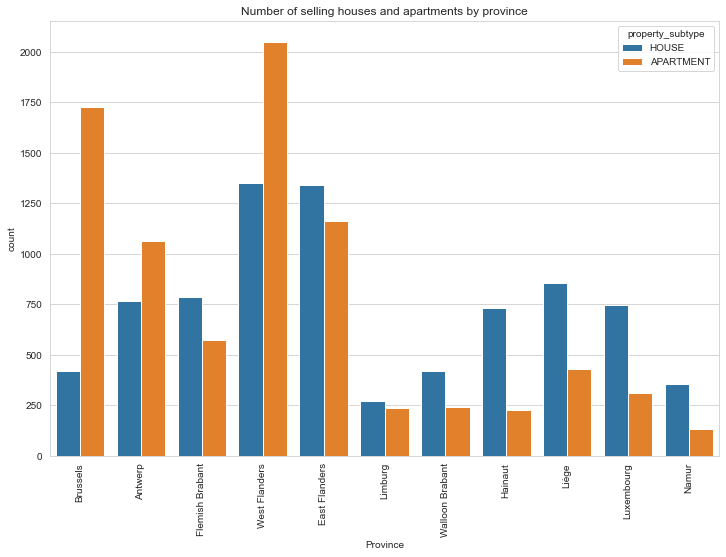 Number of selling houses and apartments by province
property_subtype
HOUSE
APARTMENT
count
2000
1750
1500
1250
1000
750
500
250
0
Brussels
Antwerp
Flemish Brabant
West Flanders
East Flanders
Limburg
Walloon Brabant
Hainaut
Liège
Luxembourg
Namur
Province